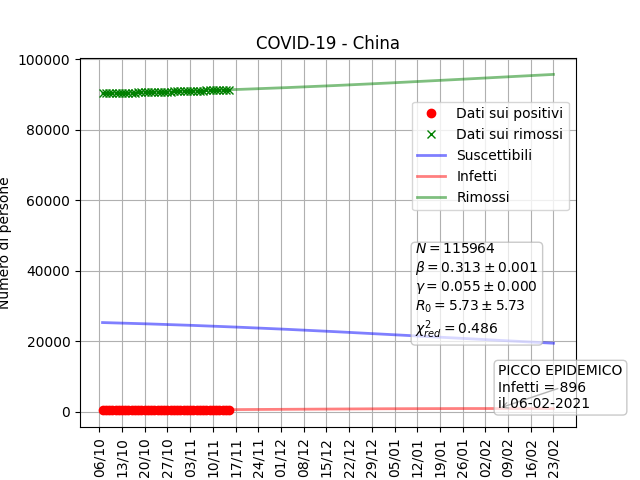 COVID-19 - China
Numero di persone
100000
80000
60000
40000
20000
0
Dati sui positivi
Dati sui rimossi
Suscettibili
Infetti
Rimossi
N = 115964
β = 0.313 ± 0.001
γ = 0.055 ± 0.000
R₀ = 5.73 ± 5.73
χ²red = 0.486
PICCO EPIDEMICO
Infetti = 896
il 06-02-2021
06/10 13/10 20/10 27/10 03/11 10/11 17/11 24/11 01/12 08/12 15/12 22/12 29/12 05/01 12/01 19/01 26/01 02/02 09/02 16/02 23/02